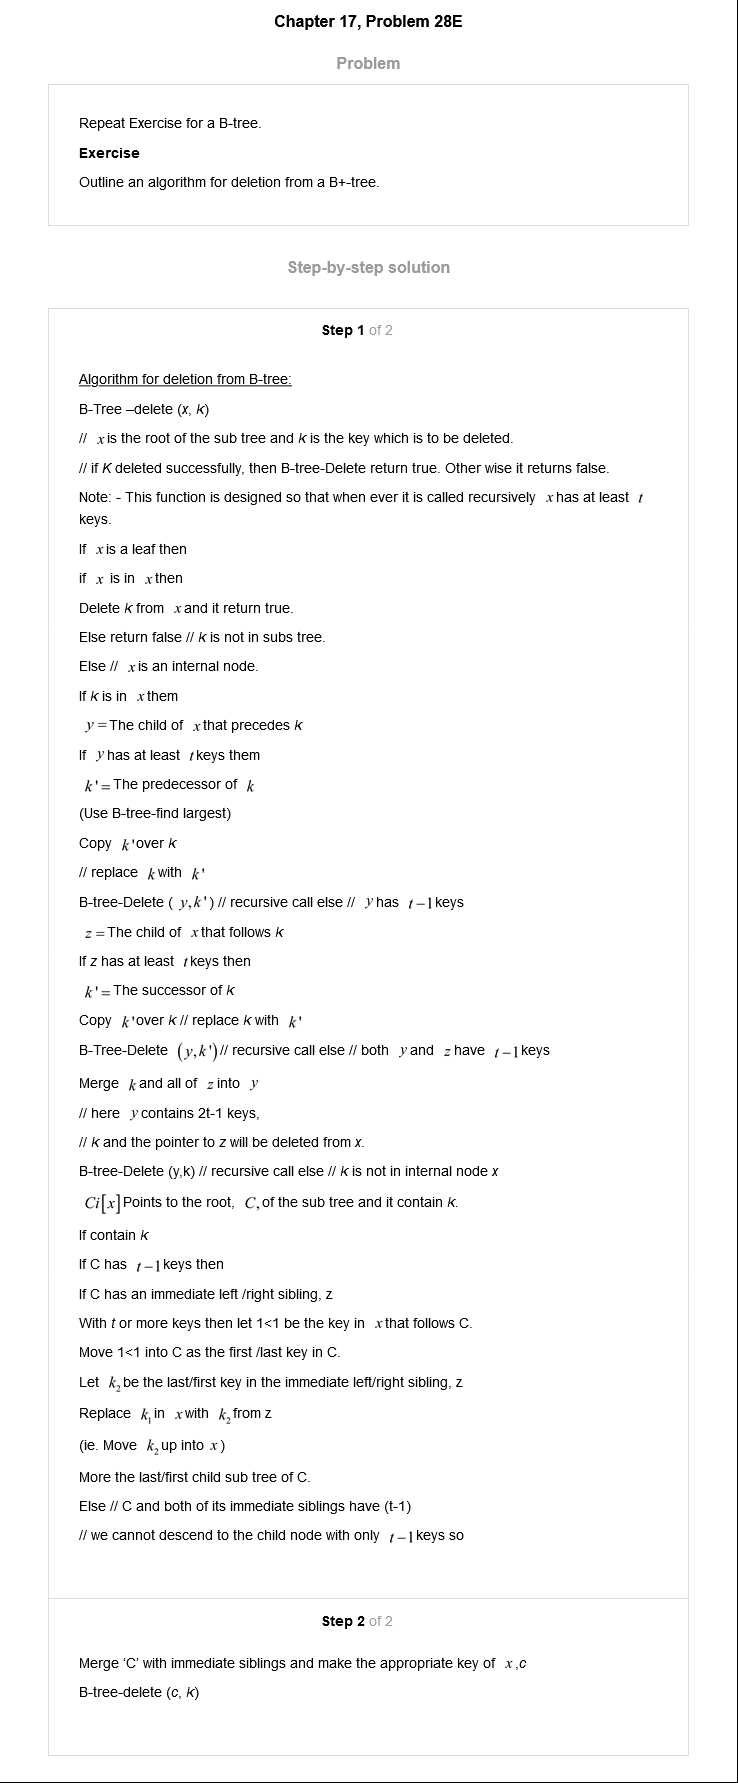 Chapter 17, Problem 28E
Problem
Repeat Exercise for a B-tree.
Exercise
Outline an algorithm for deletion from a B+-tree.
Step-by-step solution
Step 1 of 2
Algorithm for deletion from B-tree:
B-Tree –delete (x, k)
// x is the root of the sub tree and k is the key which is to be deleted.
// if K deleted successfully, then B-tree-Delete return true. Other wise it returns false.
Note: - This function is designed so that when ever it is called recursively x has at least t
keys.
If x is a leaf then
if x is in x then
Delete k from x and it return true.
Else return false // k is not in subs tree.
Else // x is an internal node.
If k is in x them
y = The child of x that precedes k
If y has at least t keys them
k' = The predecessor of k
(Use B-tree-find largest)
Copy k' over k
// replace k with k'
B-tree-Delete ( y, k' ) // recursive call else // y has t – 1 keys
z = The child of x that follows k
If z has at least t keys then
k' = The successor of k
Copy k' over k // replace k with k'
B-Tree-Delete (y, k') // recursive call else // both y and z have t – 1 keys
Merge k and all of z into y
// here y contains 2t-1 keys,
// k and the pointer to z will be deleted from x.
B-tree-Delete (y,k) // recursive call else // k is not in internal node x
Ci[x] Points to the root, C, of the sub tree and it contain k.
If contain k
If C has t – 1 keys then
If C has an immediate left /right sibling, z
With t or more keys then let 1<1 be the key in x that follows C.
Move 1<1 into C as the first /last key in C.
Let k₂ be the last/first key in the immediate left/right sibling, z
Replace k₁ in x with k₂ from z
(ie. Move k₂ up into x )
More the last/first child sub tree of C.
Else // C and both of its immediate siblings have (t-1)
// we cannot descend to the child node with only t – 1 keys so
Step 2 of 2
Merge ‘C’ with immediate siblings and make the appropriate key of x ,c
B-tree-delete (c, k)